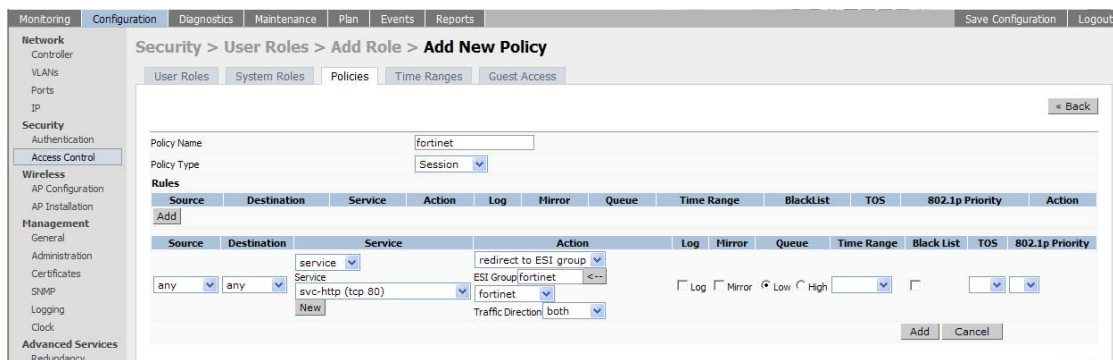 Monitoring Configuration Diagnostics Maintenance Plan Events Reports Save Configuration Logout
Network
Controller
VLANs
Ports
IP
Security
Authentication
Access Control
Wireless
AP Configuration
AP Installation
Management
General
Administration
Certificates
SNMP
Logging
Clock
Advanced Services
Redundancy
Security > User Roles > Add Role > Add New Policy
User Roles System Roles Policies Time Ranges Guest Access
« Back
Policy Name fortinet
Policy Type Session
Rules
Source Destination Service Action Log Mirror Queue Time Range BlackList TOS 802.1p Priority Action
Add
Source Destination Service Action Log Mirror Queue Time Range Black List TOS 802.1p Priority
any any
service
Service
svc-http (tcp 80)
New
redirect to ESI group
ESI Group fortinet <--
fortinet
Traffic Direction both
Log Mirror Low High
Add Cancel